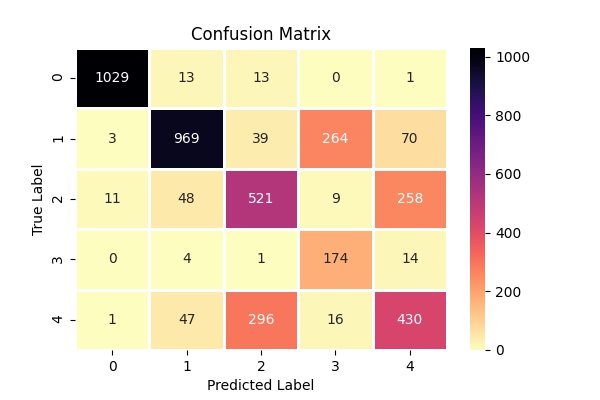 Confusion Matrix
True Label
0 1029 13 13 0 1
1 3 969 39 264 70
2 11 48 521 9 258
3 0 4 1 174 14
4 1 47 296 16 430
0 1 2 3 4
Predicted Label
1000
800
600
400
200
0